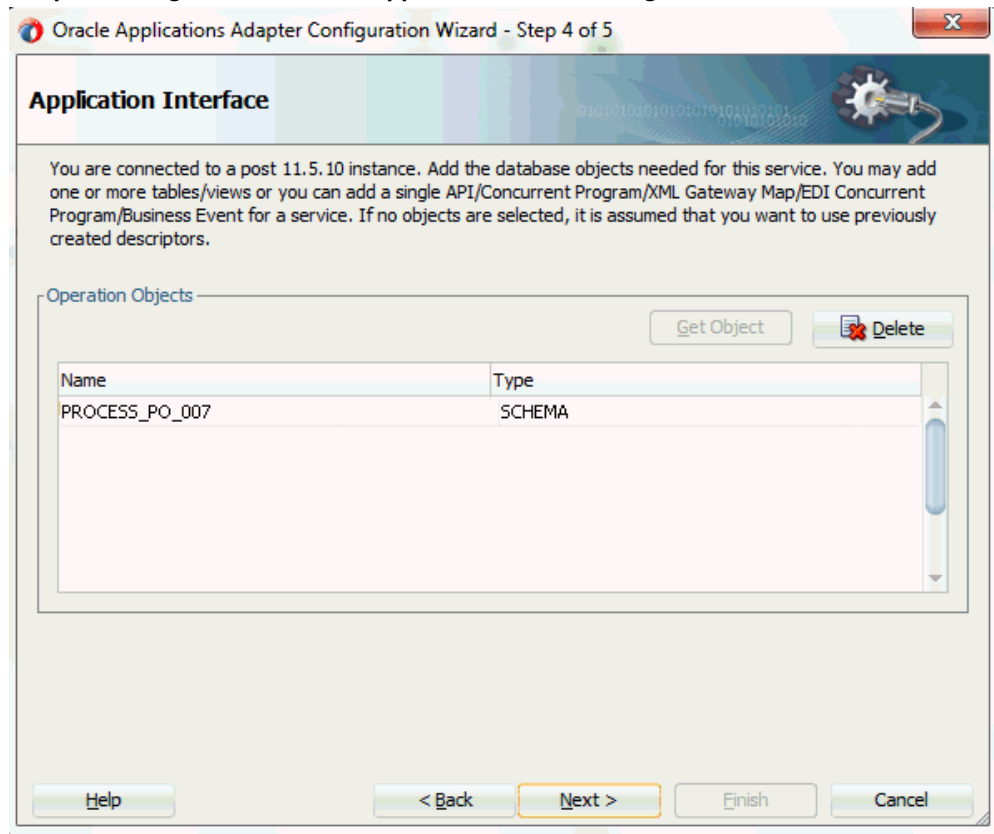 Oracle Applications Adapter Configuration Wizard - Step 4 of 5
Application Interface
You are connected to a post 11.5.10 instance. Add the database objects needed for this service. You may add
one or more tables/views or you can add a single API/Concurrent Program/XML Gateway Map/EDI Concurrent
Program/Business Event for a service. If no objects are selected, it is assumed that you want to use previously
created descriptors.
Operation Objects
Get Object Delete
Name Type
PROCESS_PO_007 SCHEMA
Help < Back Next > Finish Cancel